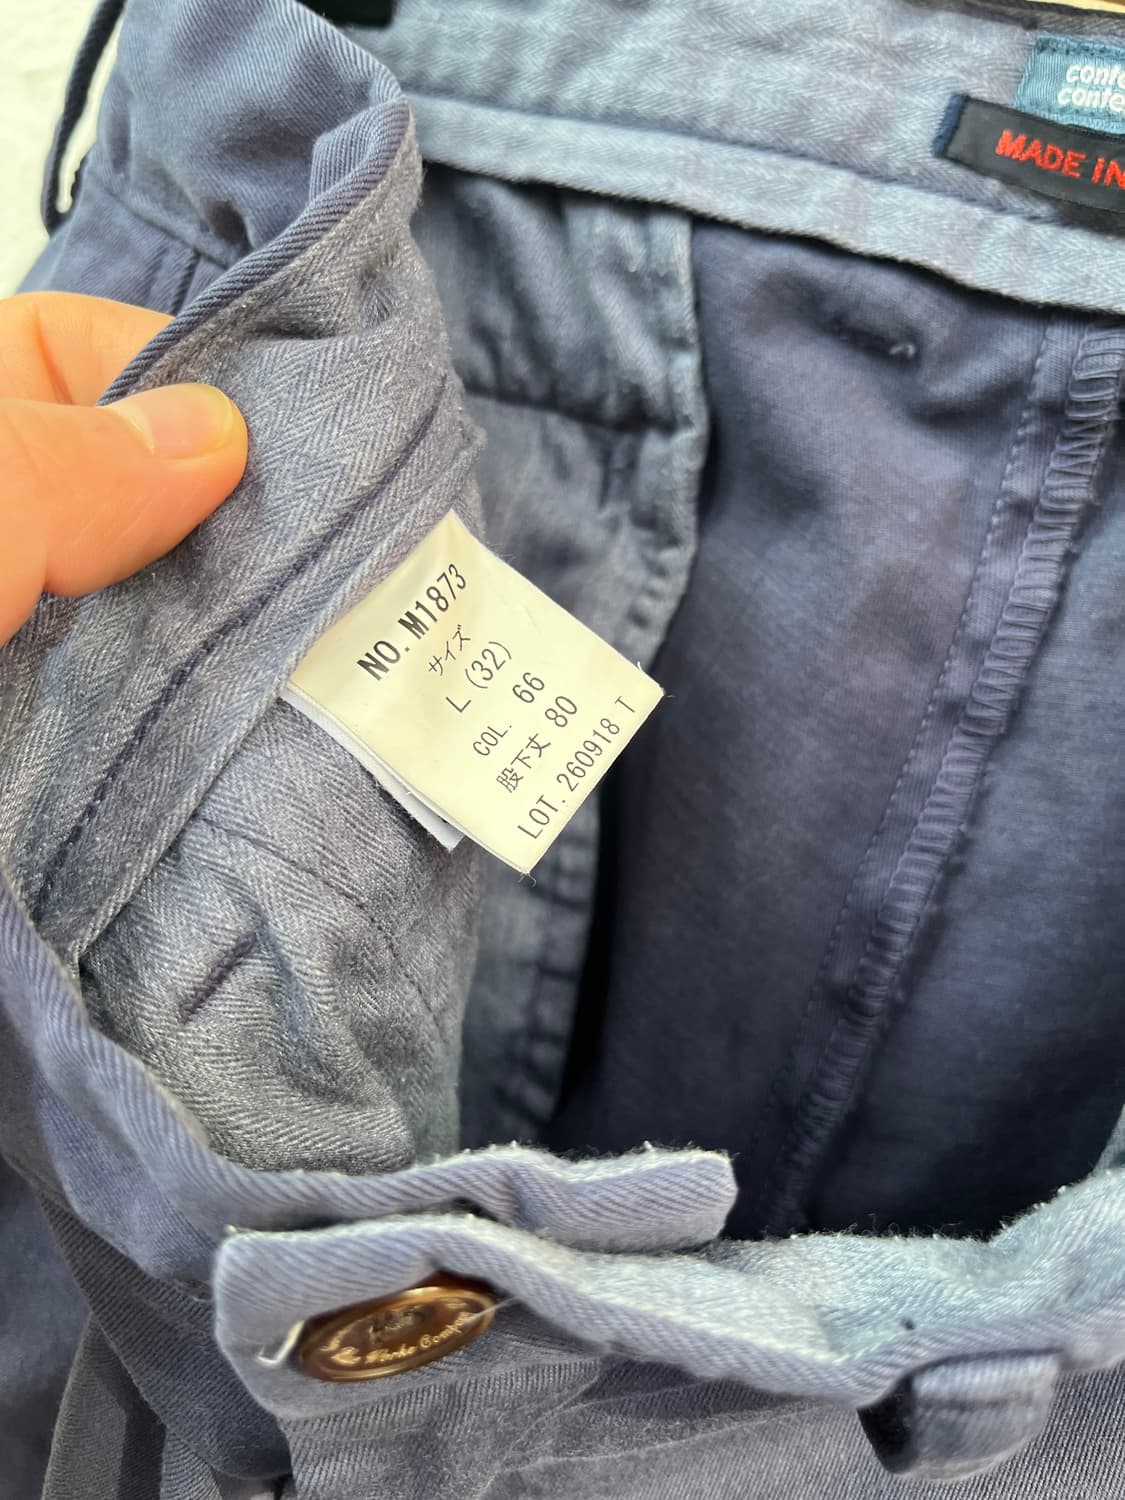 MADE IN
NO. M1873
サイズ
L (32)
COL. 66
股下丈 80
LOT. 260918 T